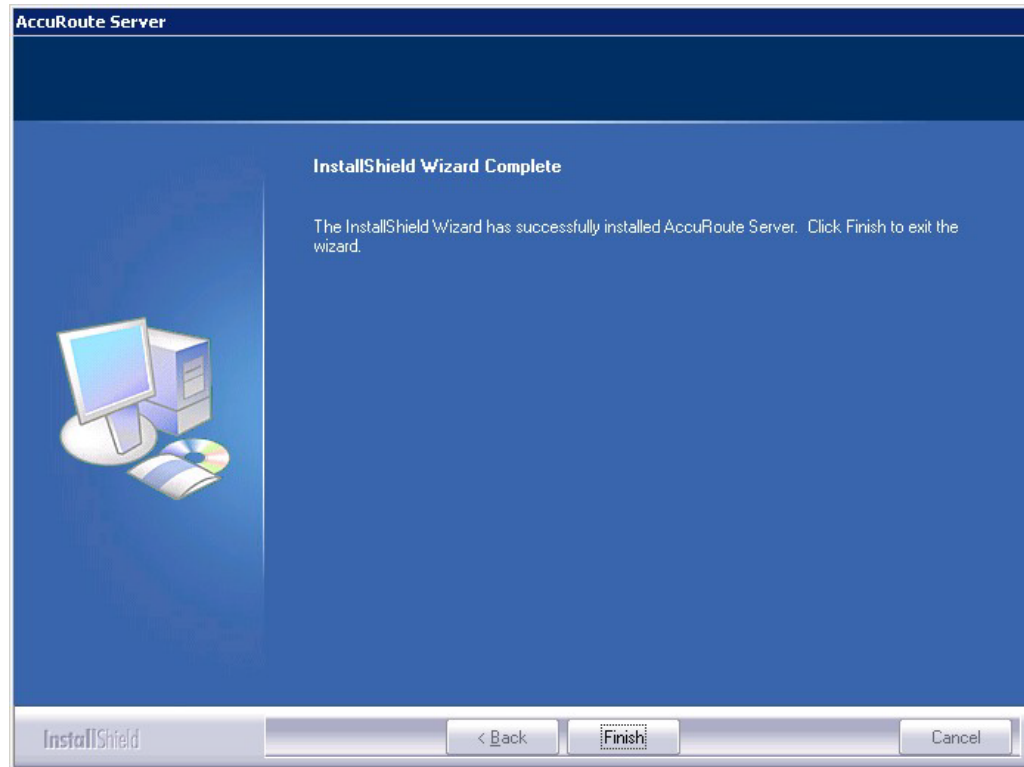 AccuRoute Server
InstallShield Wizard Complete
The InstallShield Wizard has successfully installed AccuRoute Server. Click Finish to exit the
wizard.
InstallShield
< Back
Finish
Cancel